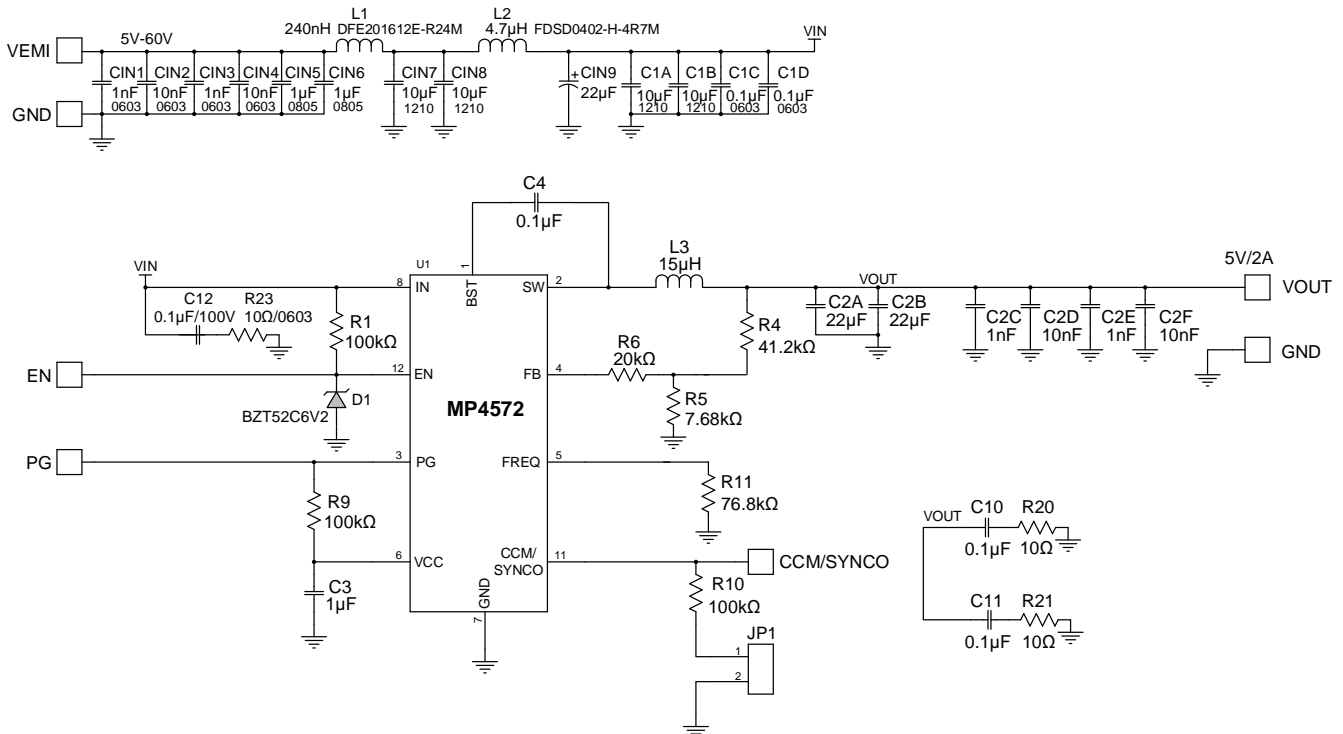 L1
L2
240nH DFE201612E-R24M
4.7µH FDSD0402-H-4R7M
VEMI
5V-60V
VIN
CIN1
1nF
0603
CIN2
10nF
0603
CIN3
1nF
0603
CIN4
10nF
0603
CIN5
1µF
0805
CIN6
1µF
0805
CIN7
10µF
1210
CIN8
10µF
1210
+
CIN9
22µF
C1A
10µF
1210
C1B
10µF
1210
C1C
0.1µF
0603
C1D
0.1µF
0603
GND
C4
0.1µF
U1
1
BST
VIN
8
IN
SW
2
L3
15µH
VOUT
5V/2A
VOUT
C12
0.1µF/100V
R23
10Ω/0603
R1
100kΩ
R4
41.2kΩ
C2A
22µF
C2B
22µF
C2C
1nF
C2D
10nF
C2E
1nF
C2F
10nF
GND
EN
12
EN
FB
4
R6
20kΩ
R5
7.68kΩ
D1
BZT52C6V2
MP4572
PG
3
PG
FREQ
5
R11
76.8kΩ
R9
100kΩ
6
VCC
CCM/
SYNCO
11
CCM/SYNCO
C3
1µF
GND
7
R10
100kΩ
JP1
1
2
VOUT
C10
0.1µF
R20
10Ω
C11
0.1µF
R21
10Ω